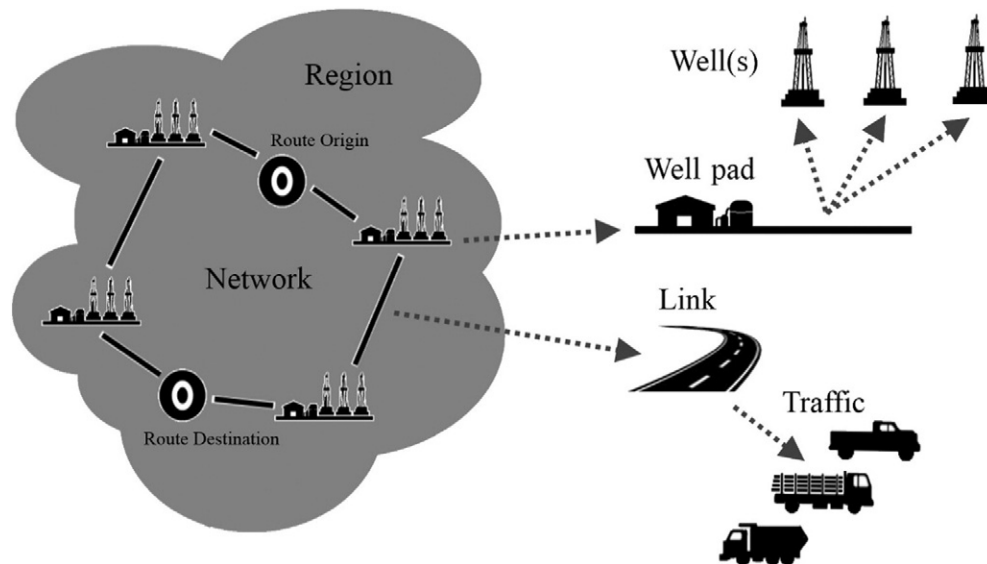 Region
Route Origin
Network
Route Destination
Well(s)
Well pad
Link
Traffic